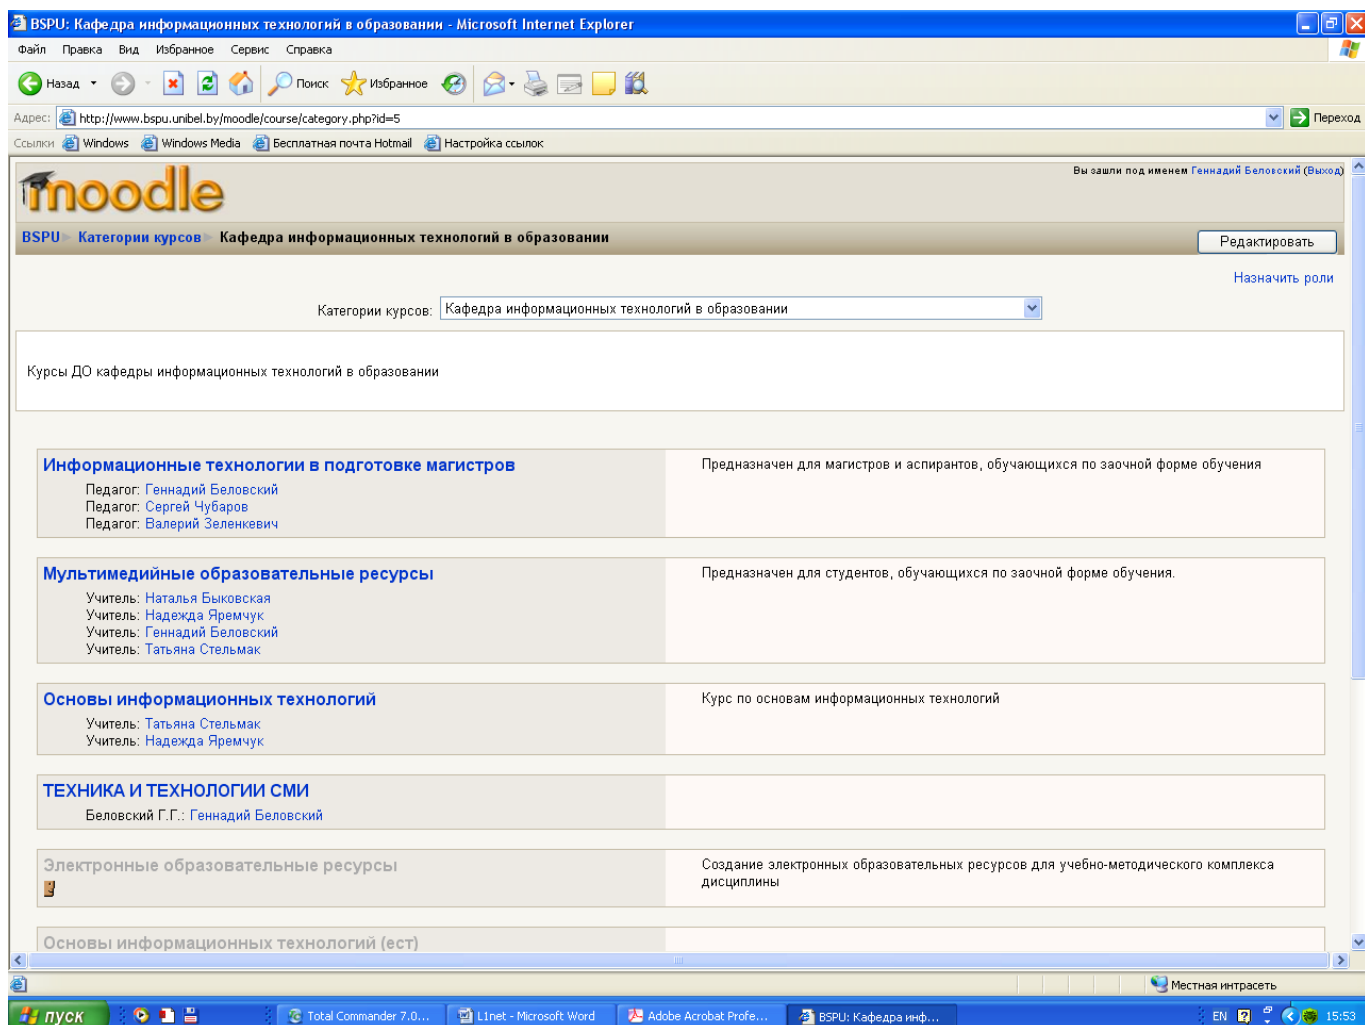 BSPU: Кафедра информационных технологий в образовании - Microsoft Internet Explorer
Файл Правка Вид Избранное Сервис Справка
Назад Поиск Избранное
Адрес: http://www.bspu.unibel.by/moodle/course/category.php?id=5 Переход
Ссылки Windows Windows Media Бесплатная почта Hotmail Настройка ссылок
moodle
Вы зашли под именем Геннадий Беловский (Выход)
BSPU Категории курсов Кафедра информационных технологий в образовании
Редактировать
Назначить роли
Категории курсов: Кафедра информационных технологий в образовании
Курсы ДО кафедры информационных технологий в образовании
Информационные технологии в подготовке магистров
Педагог: Геннадий Беловский
Педагог: Сергей Чубаров
Педагог: Валерий Зеленкевич
Предназначен для магистров и аспирантов, обучающихся по заочной форме обучения
Мультимедийные образовательные ресурсы
Учитель: Наталья Быковская
Учитель: Надежда Яремчук
Учитель: Геннадий Беловский
Учитель: Татьяна Стельмак
Предназначен для студентов, обучающихся по заочной форме обучения.
Основы информационных технологий
Учитель: Татьяна Стельмак
Учитель: Надежда Яремчук
Курс по основам информационных технологий
ТЕХНИКА И ТЕХНОЛОГИИ СМИ
Беловский Г.Г.: Геннадий Беловский
Электронные образовательные ресурсы
Создание электронных образовательных ресурсов для учебно-методического комплекса
дисциплины
Основы информационных технологий (ест)
Местная интрасеть
пуск Total Commander 7.0... L1net - Microsoft Word Adobe Acrobat Profe... BSPU: Кафедра инф... EN 15:53